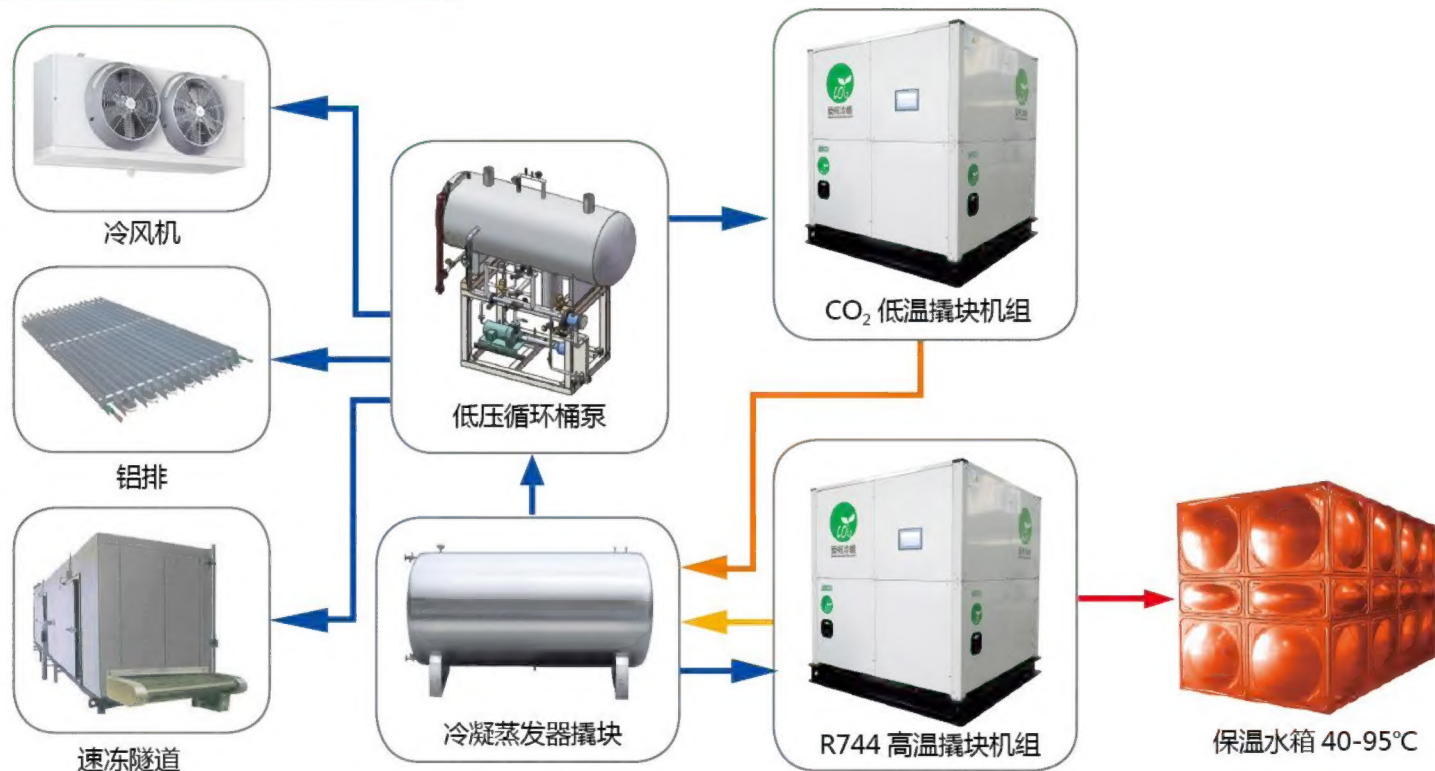 冷风机
铝排
速冻隧道
低压循环桶泵
冷凝蒸发器撬块
CO₂ 低温撬块机组
R744 高温撬块机组
保温水箱 40-95℃